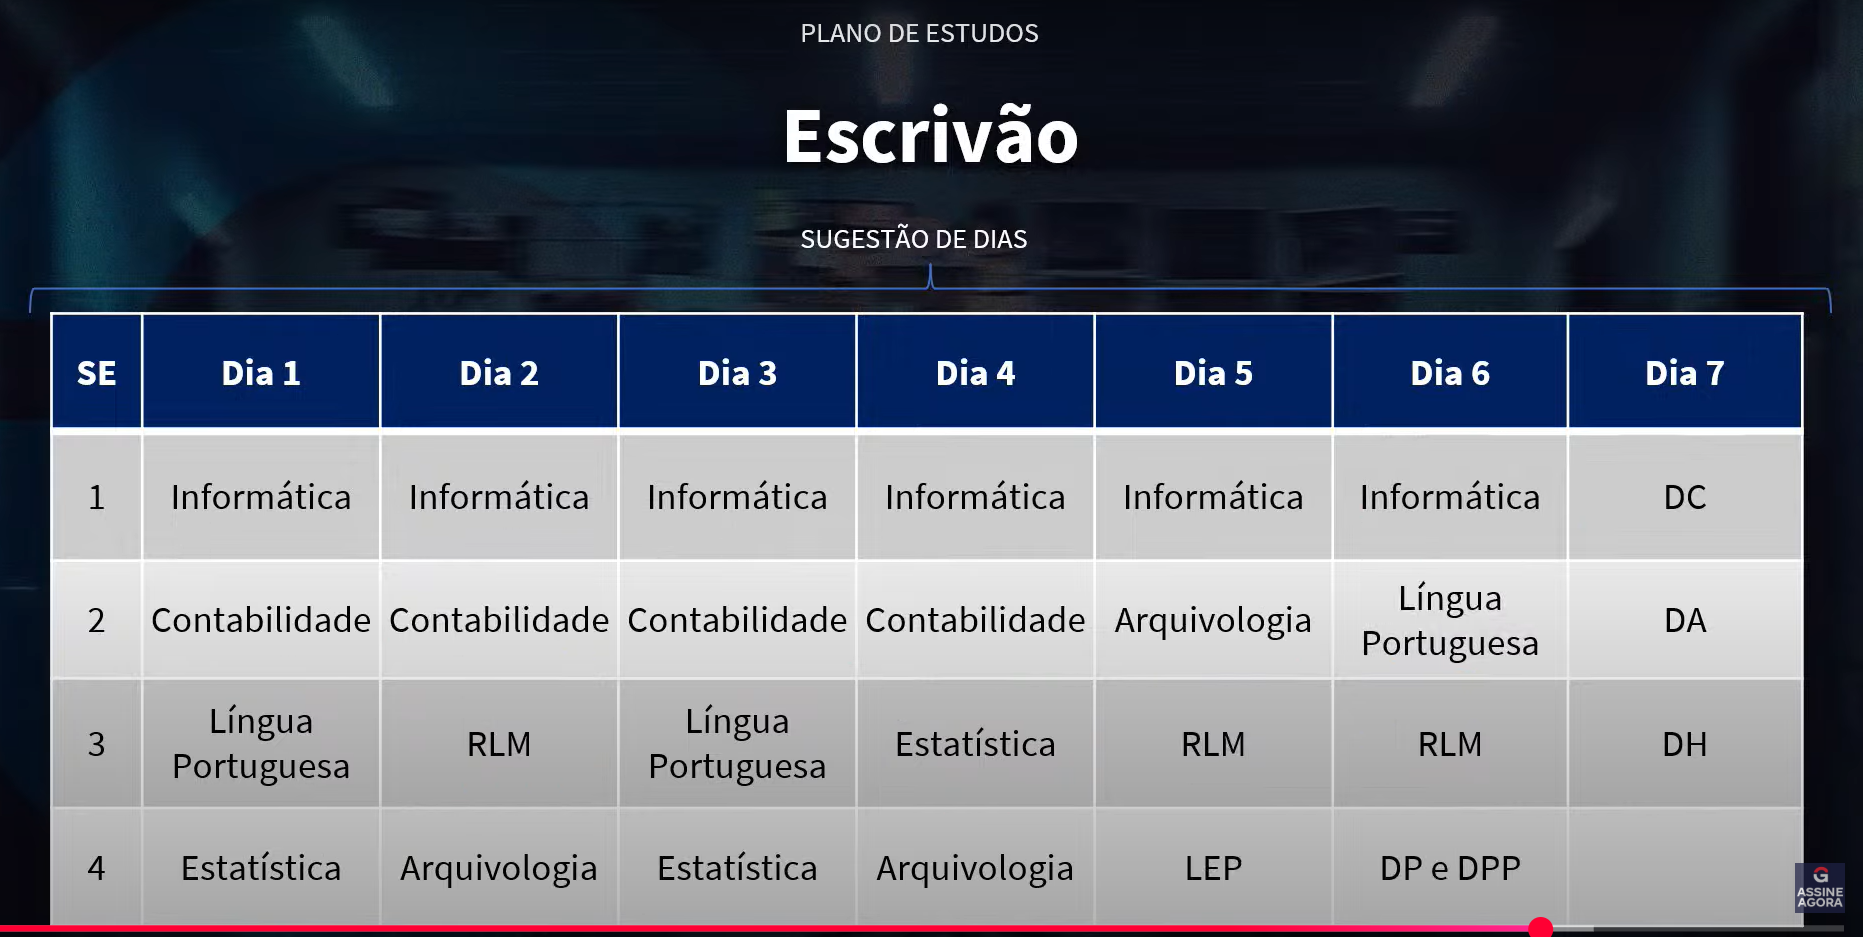 PLANO DE ESTUDOS
Escrivão
SUGESTÃO DE DIAS
SE Dia 1 Dia 2 Dia 3 Dia 4 Dia 5 Dia 6 Dia 7
1 Informática Informática Informática Informática Informática Informática DC
2 Contabilidade Contabilidade Contabilidade Contabilidade Arquivologia Língua Portuguesa DA
3 Língua Portuguesa RLM Língua Portuguesa Estatística RLM RLM DH
4 Estatística Arquivologia Estatística Arquivologia LEP DP e DPP
G
ASSINE
AGORA